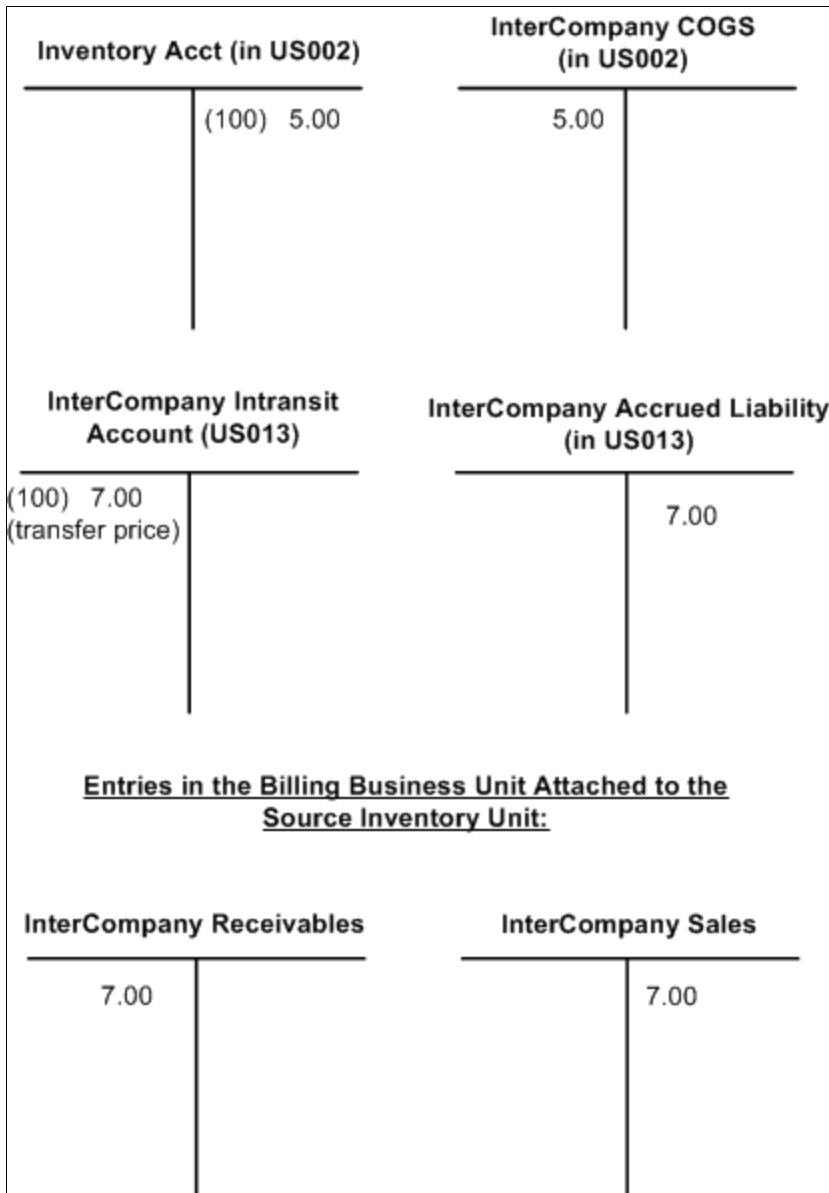 Inventory Acct (in US002)
InterCompany COGS
(in US002)
(100) 5.00
5.00
InterCompany Intransit
Account (US013)
InterCompany Accrued Liability
(in US013)
(100) 7.00
(transfer price)
7.00
Entries in the Billing Business Unit Attached to the
Source Inventory Unit:
InterCompany Receivables
InterCompany Sales
7.00
7.00